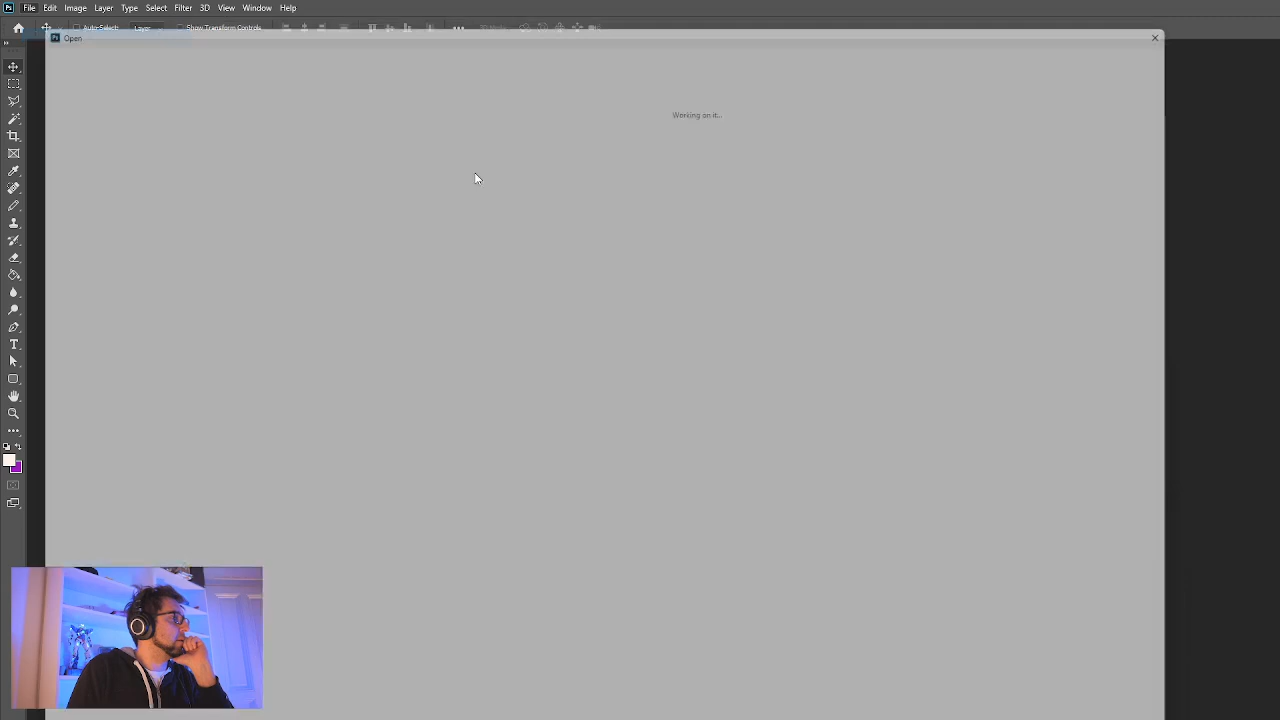 Ps File Edit Image Layer Type Select Filter 3D View Window Help
Auto-Select: Layer Show Transform Controls
Open
Working on it...